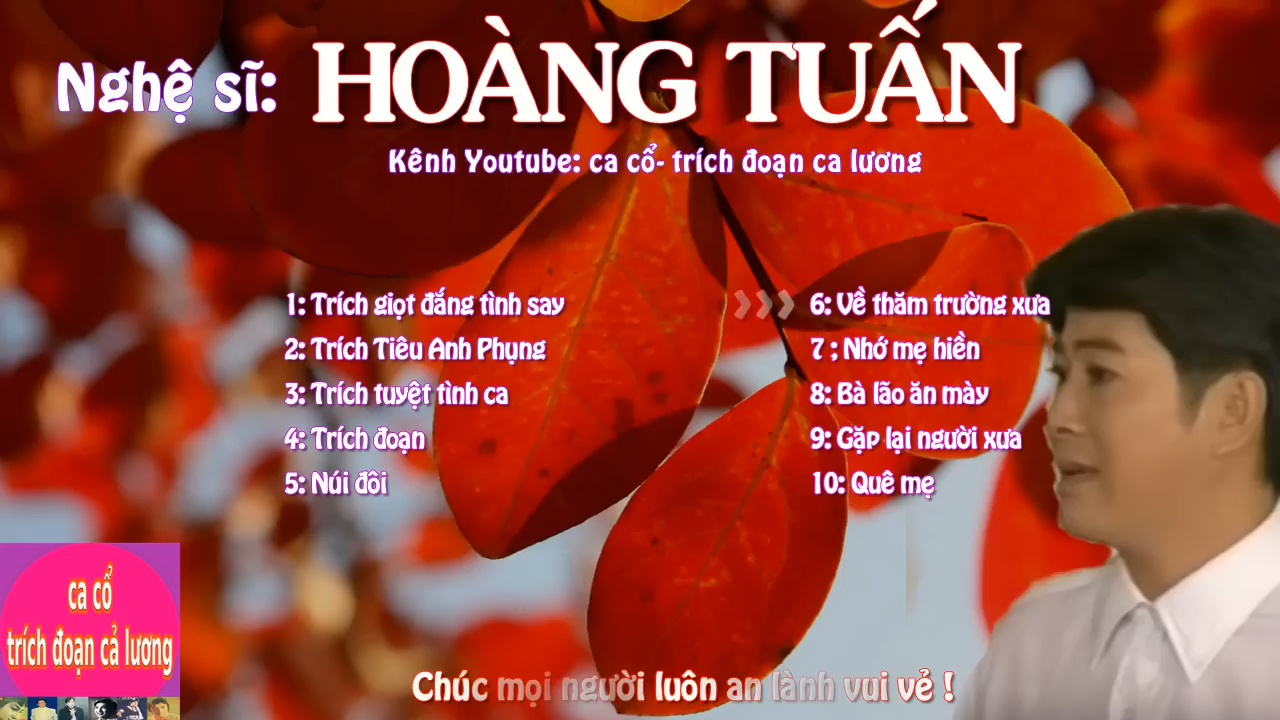 Nghệ sĩ: HOÀNG TUẤN
Kênh Youtube: ca cổ- trích đoạn ca lương
1: Trích giọt đắng tình say
2: Trích Tiêu Anh Phụng
3: Trích tuyệt tình ca
4: Trích đoạn
5: Núi đôi
6: Về thăm trường xưa
7 ; Nhớ mẹ hiền
8: Bà lão ăn mày
9: Gặp lại người xưa
10: Quê mẹ
ca cổ
trích đoạn cả lương
Chúc mọi người luôn an lành vui vẻ !